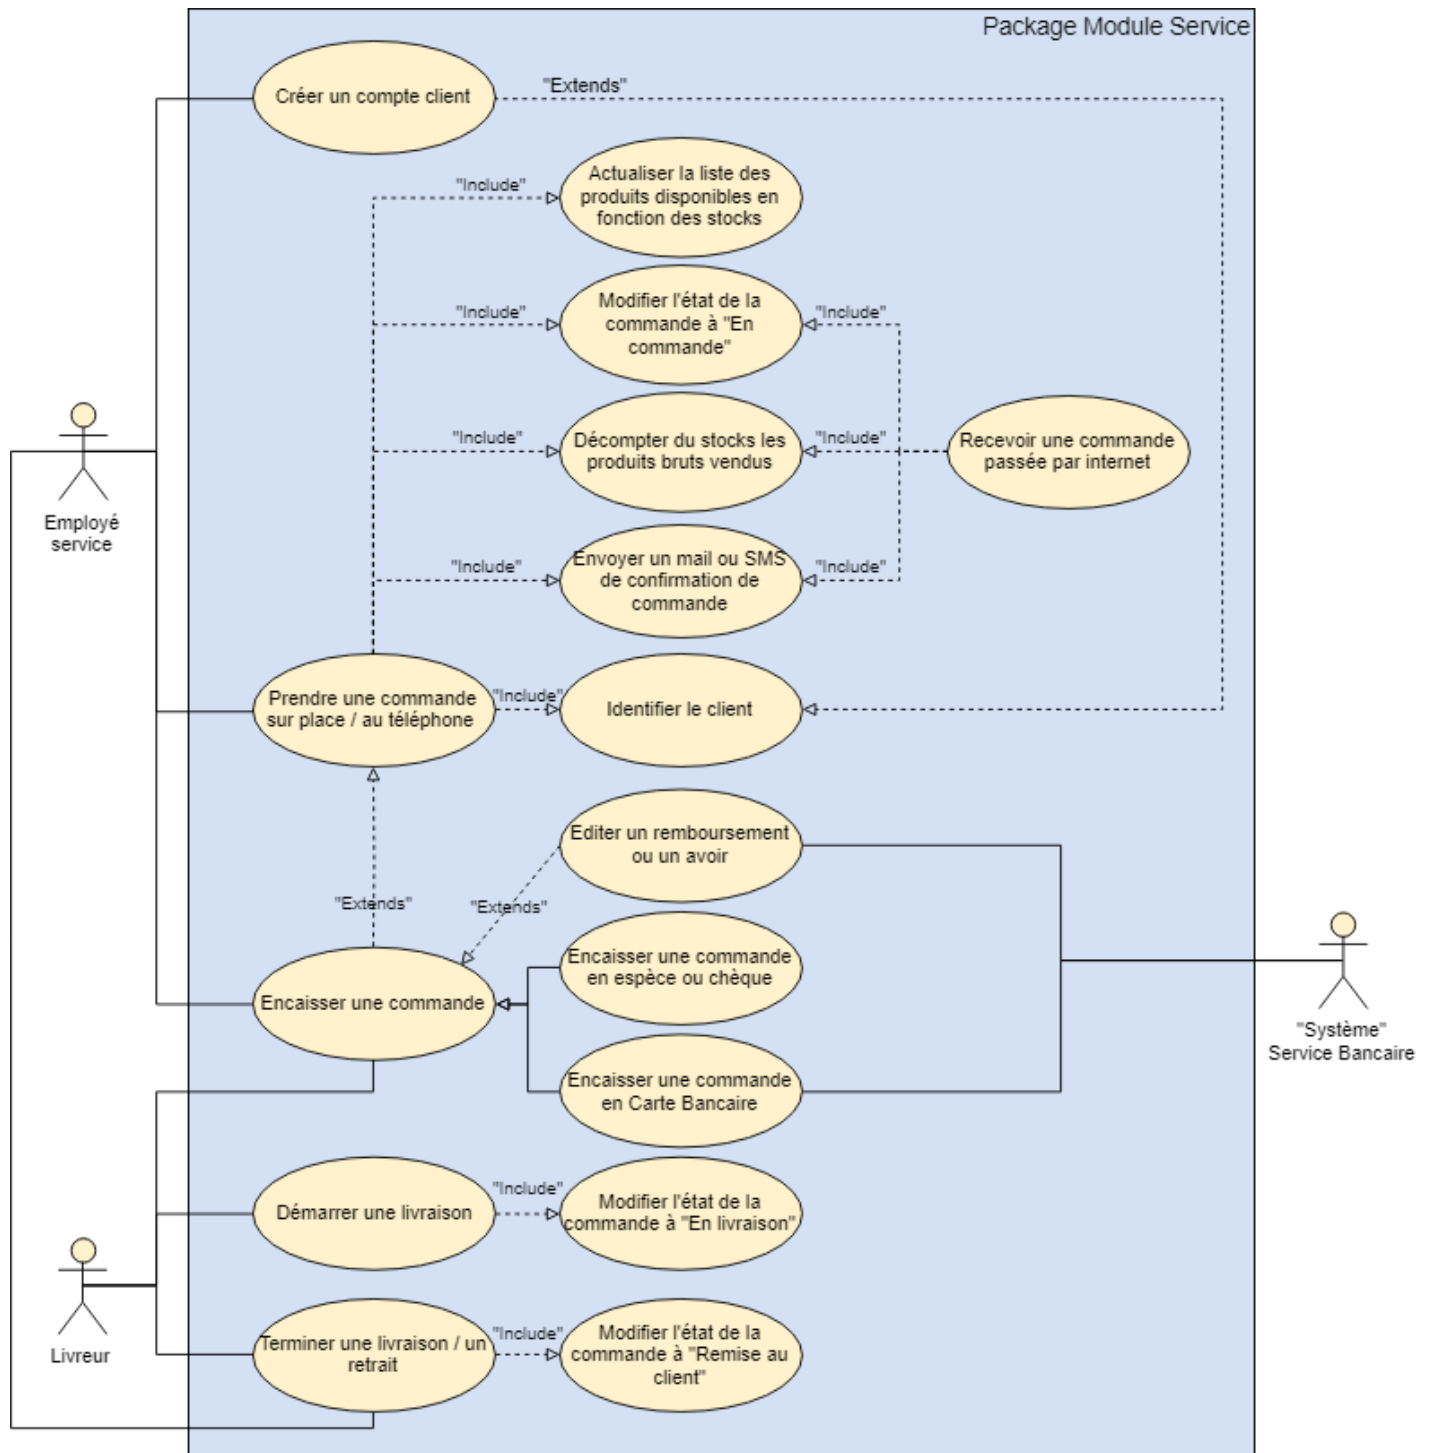 Package Module Service
Créer un compte client
"Extends"
Actualiser la liste des
produits disponibles en
fonction des stocks
"Include"
Modifier l'état de la
commande à "En
commande"
"Include"
"Include"
Décompter du stocks les
produits bruts vendus
"Include"
"Include"
Recevoir une commande
passée par internet
Employé
service
Envoyer un mail ou SMS
de confirmation de
commande
"Include"
"Include"
Prendre une commande
sur place / au téléphone
"Include"
Identifier le client
Editer un remboursement
ou un avoir
"Extends"
"Extends"
Encaisser une commande
en espèce ou chèque
Encaisser une commande
"Système"
Service Bancaire
Encaisser une commande
en Carte Bancaire
Démarrer une livraison
"Include"
Modifier l'état de la
commande à "En livraison"
Livreur
Terminer une livraison / un
retrait
"Include"
Modifier l'état de la
commande à "Remise au
client"